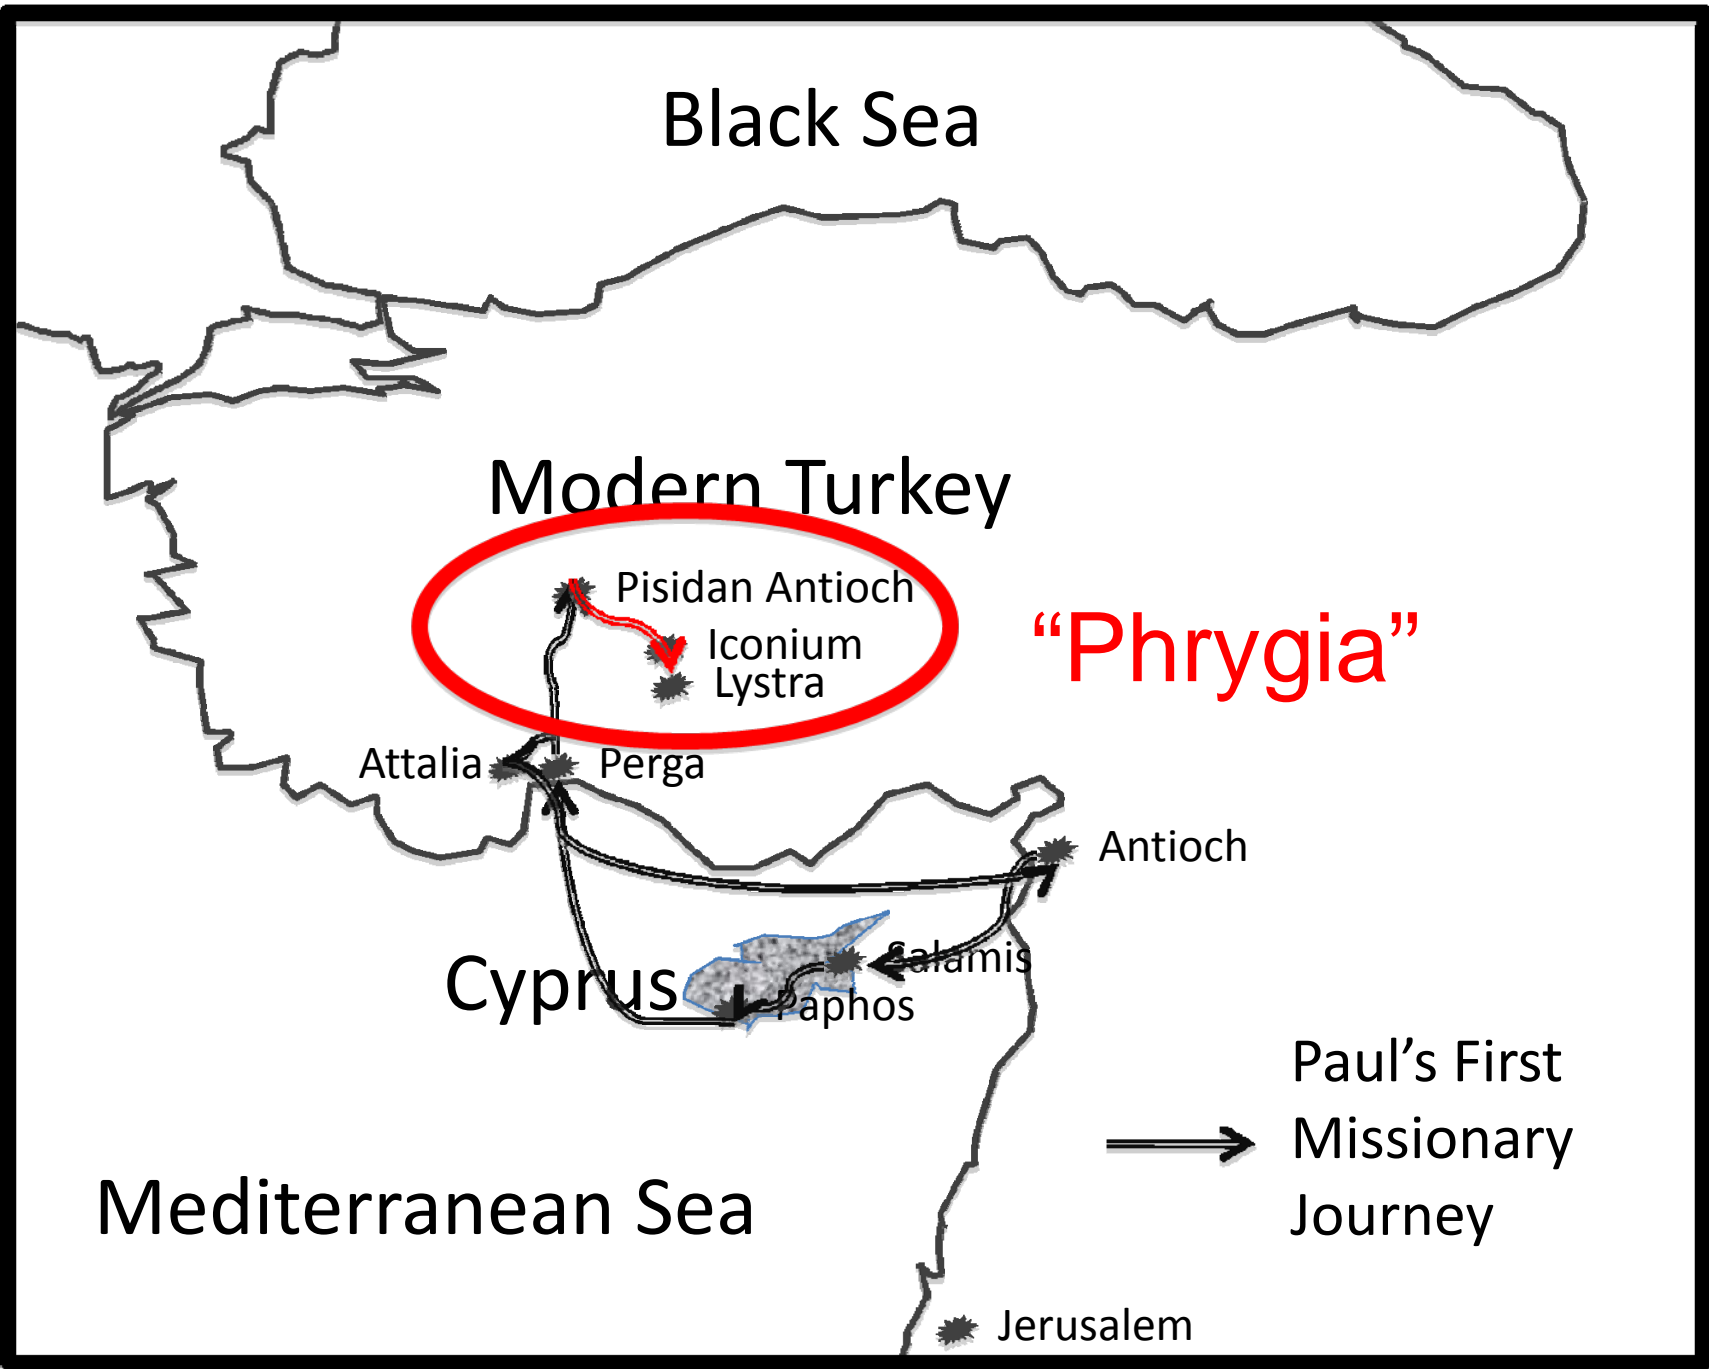 Black Sea
Modern Turkey
Pisidan Antioch
Iconium
Lystra
“Phrygia”
Attalia
Perga
Antioch
Salamis
Cyprus
Paphos
Paul’s First
Missionary
Journey
Mediterranean Sea
Jerusalem